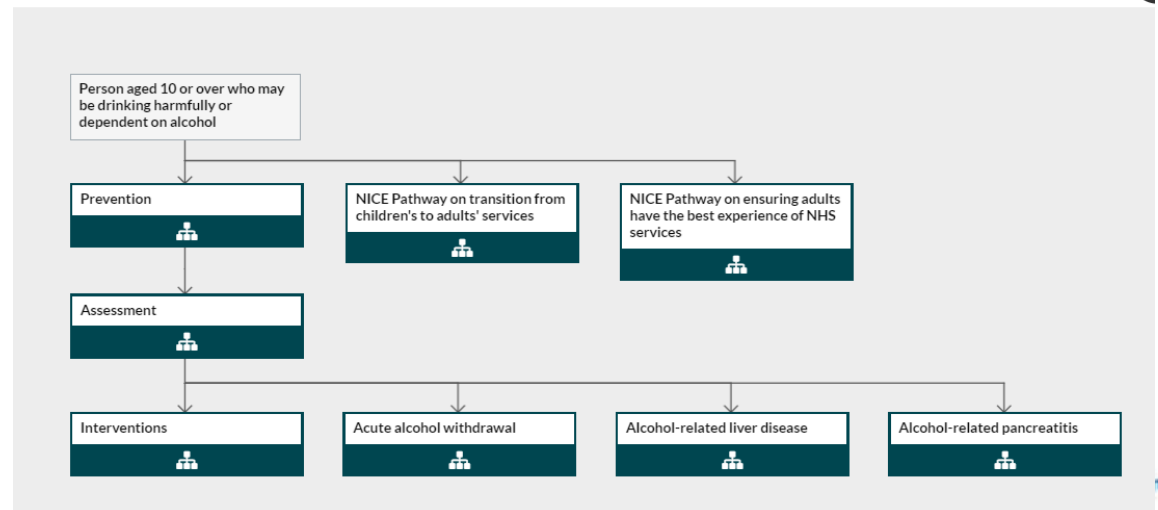 Person aged 10 or over who may
be drinking harmfully or
dependent on alcohol
Prevention
NICE Pathway on transition from
children's to adults' services
NICE Pathway on ensuring adults
have the best experience of NHS
services
Assessment
Interventions
Acute alcohol withdrawal
Alcohol-related liver disease
Alcohol-related pancreatitis